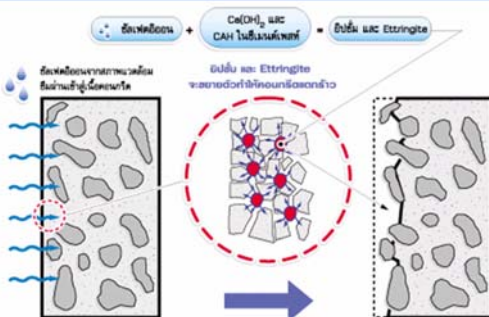 ซัลเฟตอิออน + Ca(OH)₂ และ CAH ในซีเมนต์เพสท์ = ยิปซั่ม และ Ettringite
ซัลเฟตอิออนจากสภาพแวดล้อม
ซึมผ่านเข้าสู่เนื้อคอนกรีต
ยิปซั่ม และ Ettringite
จะขยายตัวทำให้คอนกรีตแตกร้าว